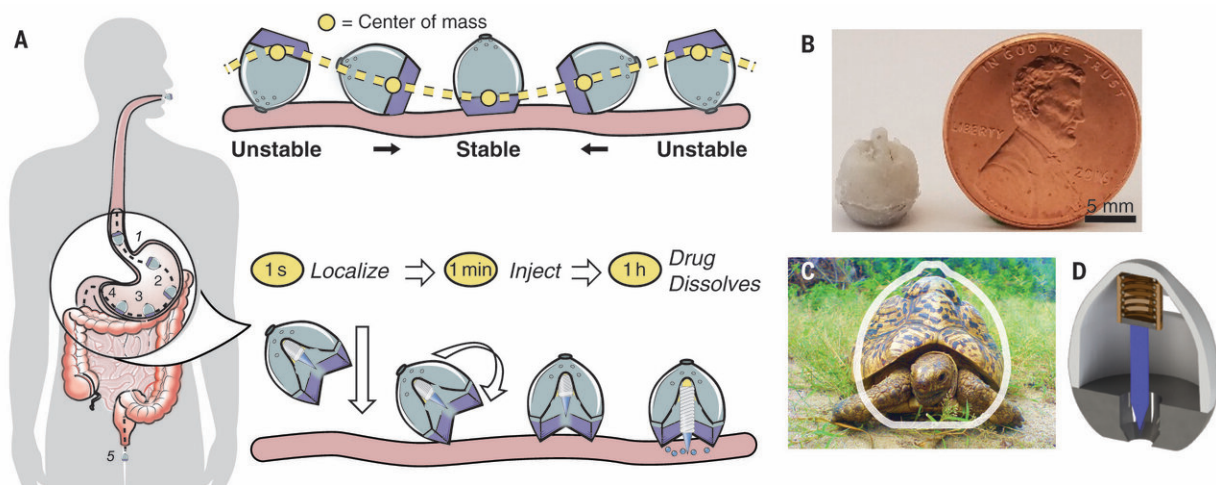 A
= Center of mass
Unstable
Stable
Unstable
1
2
3
4
5
1 s
Localize
1 min
Inject
1 h
Drug
Dissolves
B
IN GOD WE TRUST
LIBERTY
5 mm
C
D